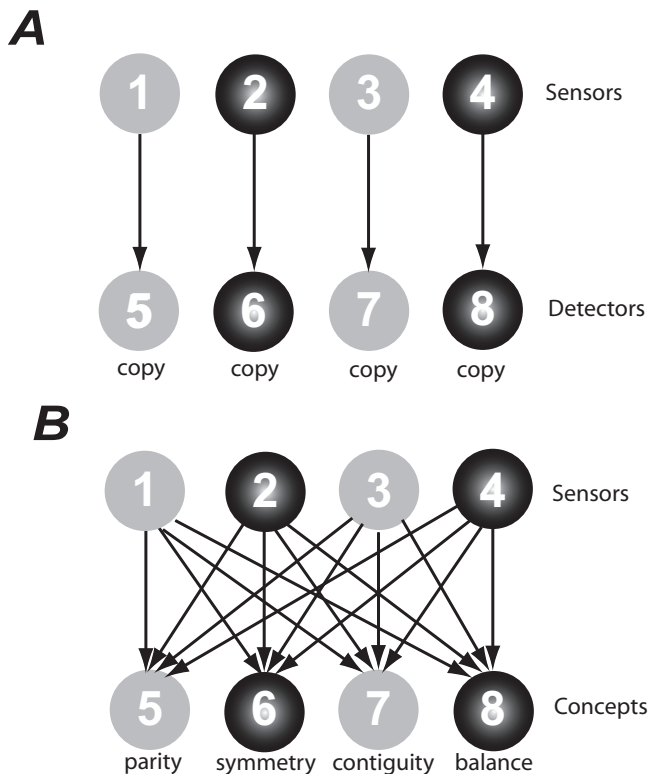 A
1 2 3 4 Sensors
5 6 7 8 Detectors
copy copy copy copy
B
1 2 3 4 Sensors
5 6 7 8 Concepts
parity symmetry contiguity balance